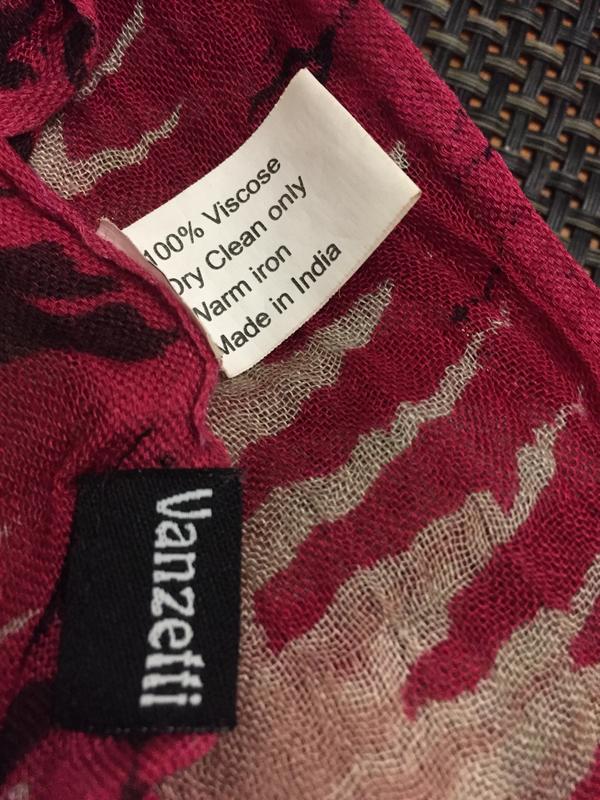 100% Viscose
Dry Clean only
Warm iron
Made in India
Vanzetti